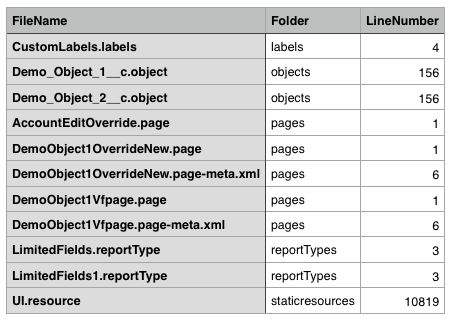 FileName Folder LineNumber
CustomLabels.labels labels 4
Demo_Object_1__c.object objects 156
Demo_Object_2__c.object objects 156
AccountEditOverride.page pages 1
DemoObject1OverrideNew.page pages 1
DemoObject1OverrideNew.page-meta.xml pages 6
DemoObject1Vfpage.page pages 1
DemoObject1Vfpage.page-meta.xml pages 6
LimitedFields.reportType reportTypes 3
LimitedFields1.reportType reportTypes 3
UI.resource staticresources 10819